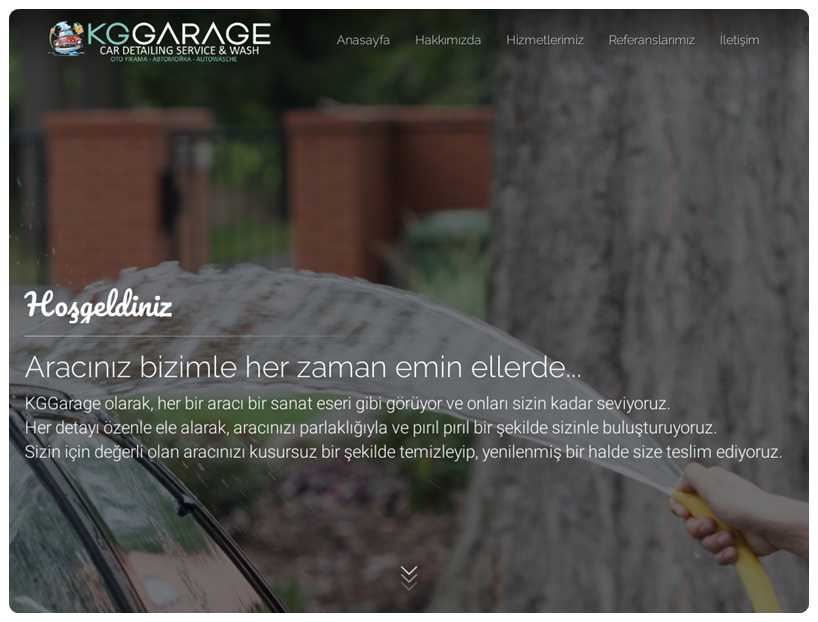 KGGARAGE
CAR DETAILING SERVICE & WASH
OTO YIKAMA - АВТОМОЙКА - AUTOWÄSCHE
Anasayfa Hakkımızda Hizmetlerimiz Referanslarımız İletişim
Hoşgeldiniz
Aracınız bizimle her zaman emin ellerde...
KGGarage olarak, her bir aracı bir sanat eseri gibi görüyor ve onları sizin kadar seviyoruz.
Her detayı özenle ele alarak, aracınızı parlaklığıyla ve pırıl pırıl bir şekilde sizinle buluşturuyoruz.
Sizin için değerli olan aracınızı kusursuz bir şekilde temizleyip, yenilenmiş bir halde size teslim ediyoruz.